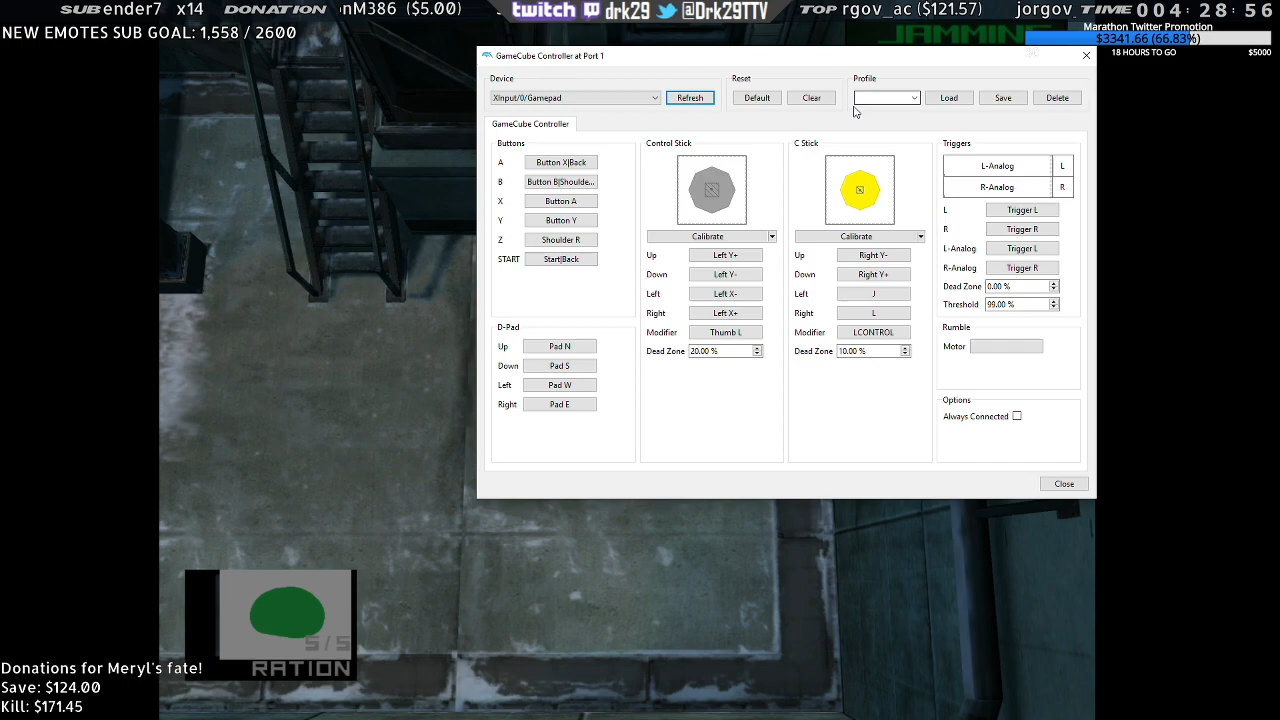 SUB ender7 x14 DONATION onM386 ($5.00) twitch drk29 @Drk29TTV TOP rgov_ac ($121.57) jorgov_ TIME 004:28:56
NEW EMOTES SUB GOAL: 1,558 / 2600
JAMMING
Marathon Twitter Promotion
$3341.66 (66.83%)
18 HOURS TO GO $5000
GameCube Controller at Port 1
Device Reset Profile
XInput/0/Gamepad Refresh Default Clear Load Save Delete
GameCube Controller
Buttons
A Button X|Back
B Button B|Shoulde...
X Button A
Y Button Y
Z Shoulder R
START Start|Back
D-Pad
Up Pad N
Down Pad S
Left Pad W
Right Pad E
Control Stick
Calibrate
Up Left Y+
Down Left Y-
Left Left X-
Right Left X+
Modifier Thumb L
Dead Zone 20.00 %
C Stick
Calibrate
Up Right Y-
Down Right Y+
Left J
Right L
Modifier LCONTROL
Dead Zone 10.00 %
Triggers
L-Analog L
R-Analog R
L Trigger L
R Trigger R
L-Analog Trigger L
R-Analog Trigger R
Dead Zone 0.00 %
Threshold 99.00 %
Rumble
Motor
Options
Always Connected
Close
5/5
RATION
Donations for Meryl's fate!
Save: $124.00
Kill: $171.45